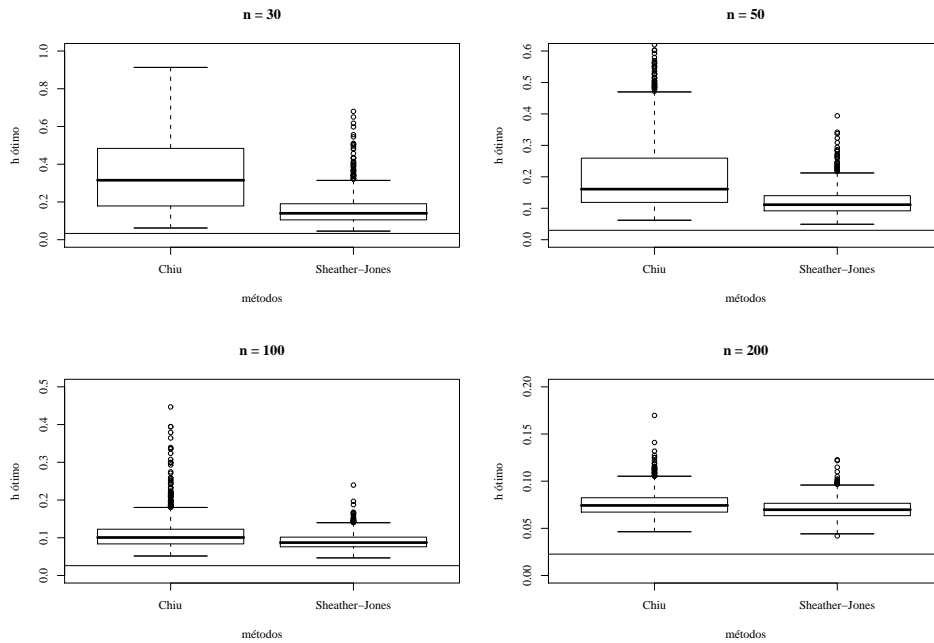 n = 30
h ótimo
1.0
0.8
0.6
0.4
0.2
0.0
Chiu
Sheather−Jones
métodos
n = 50
h ótimo
0.6
0.5
0.4
0.3
0.2
0.1
0.0
Chiu
Sheather−Jones
métodos
n = 100
h ótimo
0.5
0.4
0.3
0.2
0.1
0.0
Chiu
Sheather−Jones
métodos
n = 200
h ótimo
0.20
0.15
0.10
0.05
0.00
Chiu
Sheather−Jones
métodos